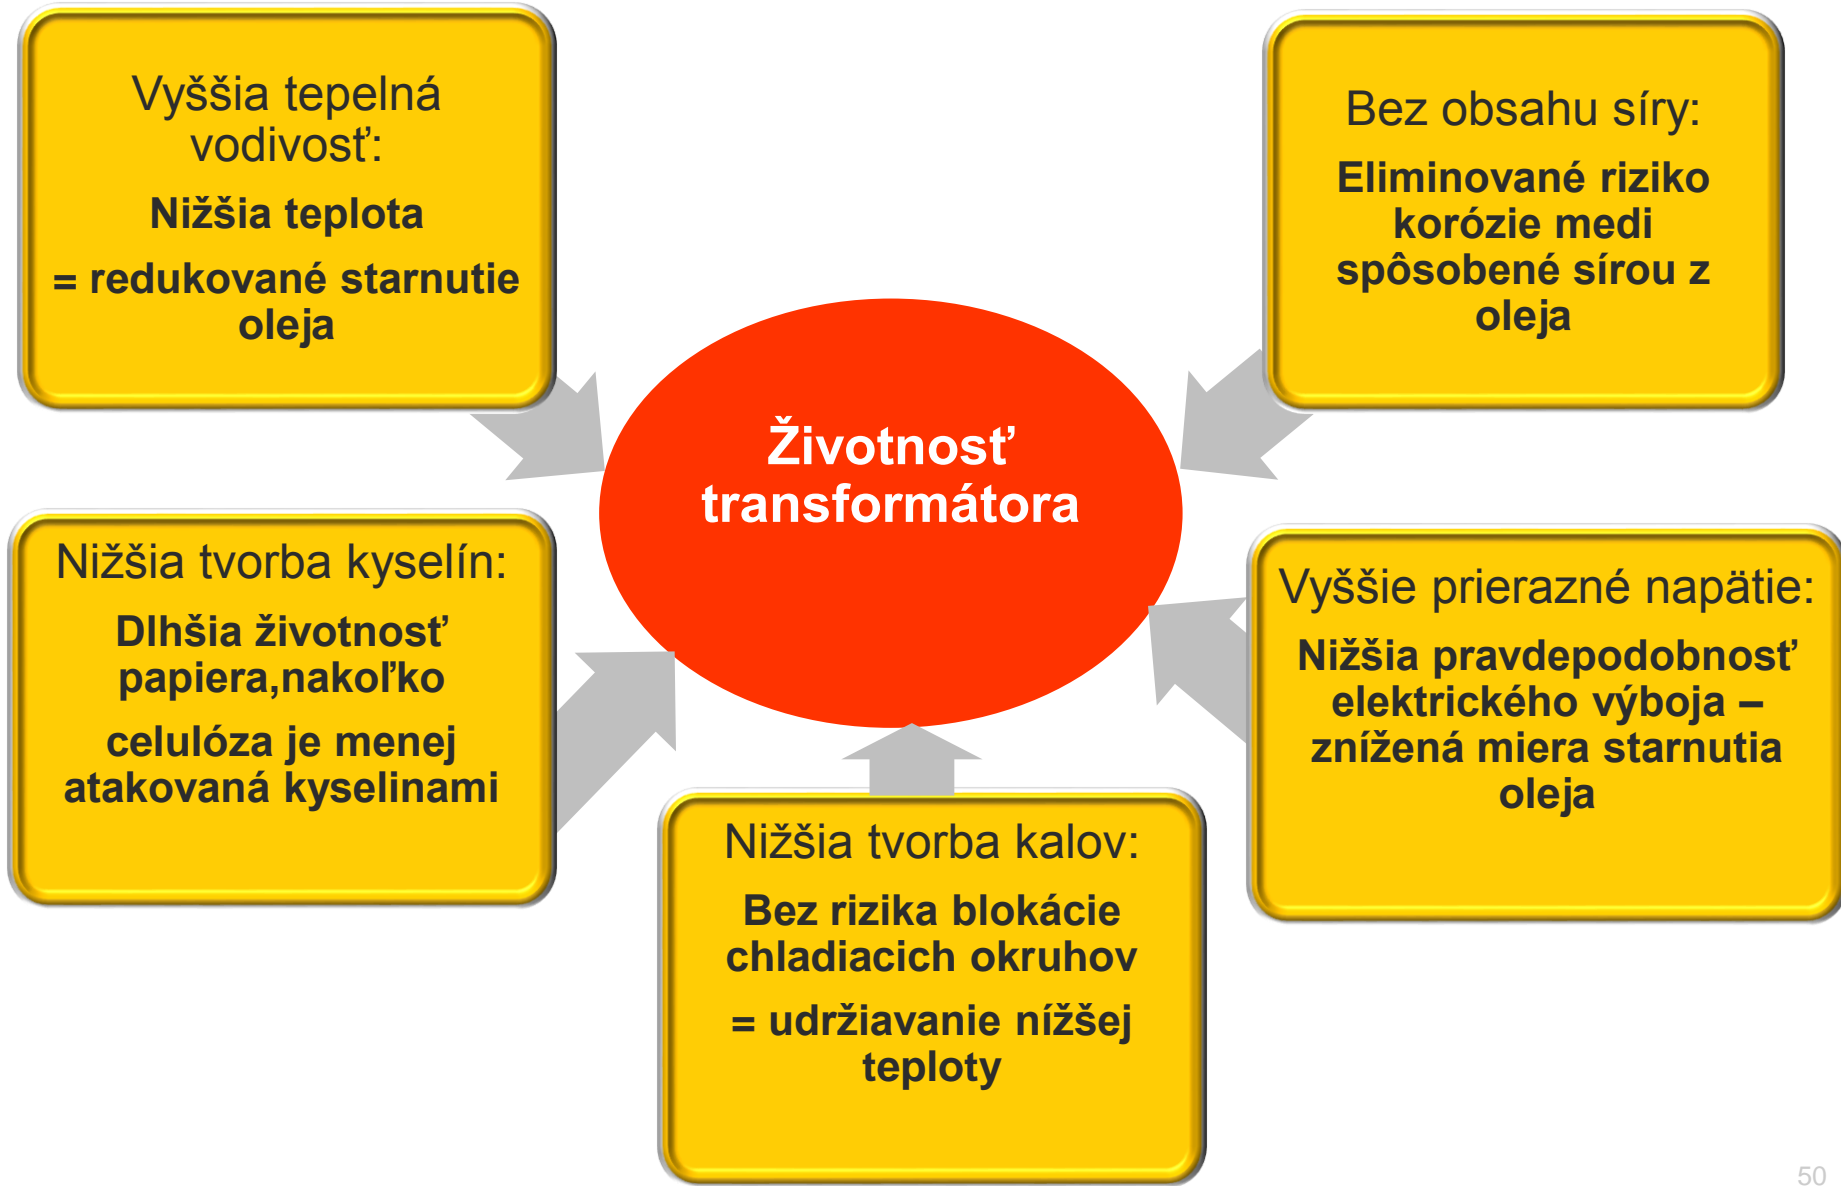 Vyššia tepelná
vodivosť:
Nižšia teplota
= redukované starnutie
oleja
Bez obsahu síry:
Eliminované riziko
korózie medi
spôsobené sírou z
oleja
Životnosť
transformátora
Nižšia tvorba kyselín:
Dlhšia životnosť
papiera,nakoľko
celulóza je menej
atakovaná kyselinami
Vyššie prierazné napätie:
Nižšia pravdepodobnosť
elektrického výboja –
znížená miera starnutia
oleja
Nižšia tvorba kalov:
Bez rizika blokácie
chladiacich okruhov
= udržiavanie nížšej
teploty
50